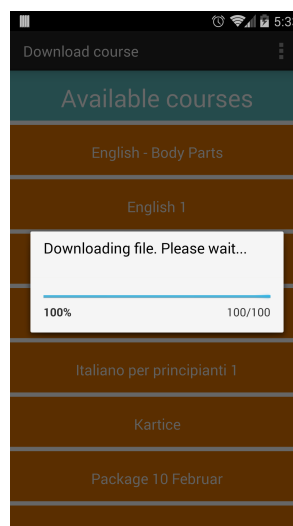 5:3
Download course
Available courses
English - Body Parts
English 1
Downloading file. Please wait...
100%
100/100
Italiano per principianti 1
Kartice
Package 10 Februar